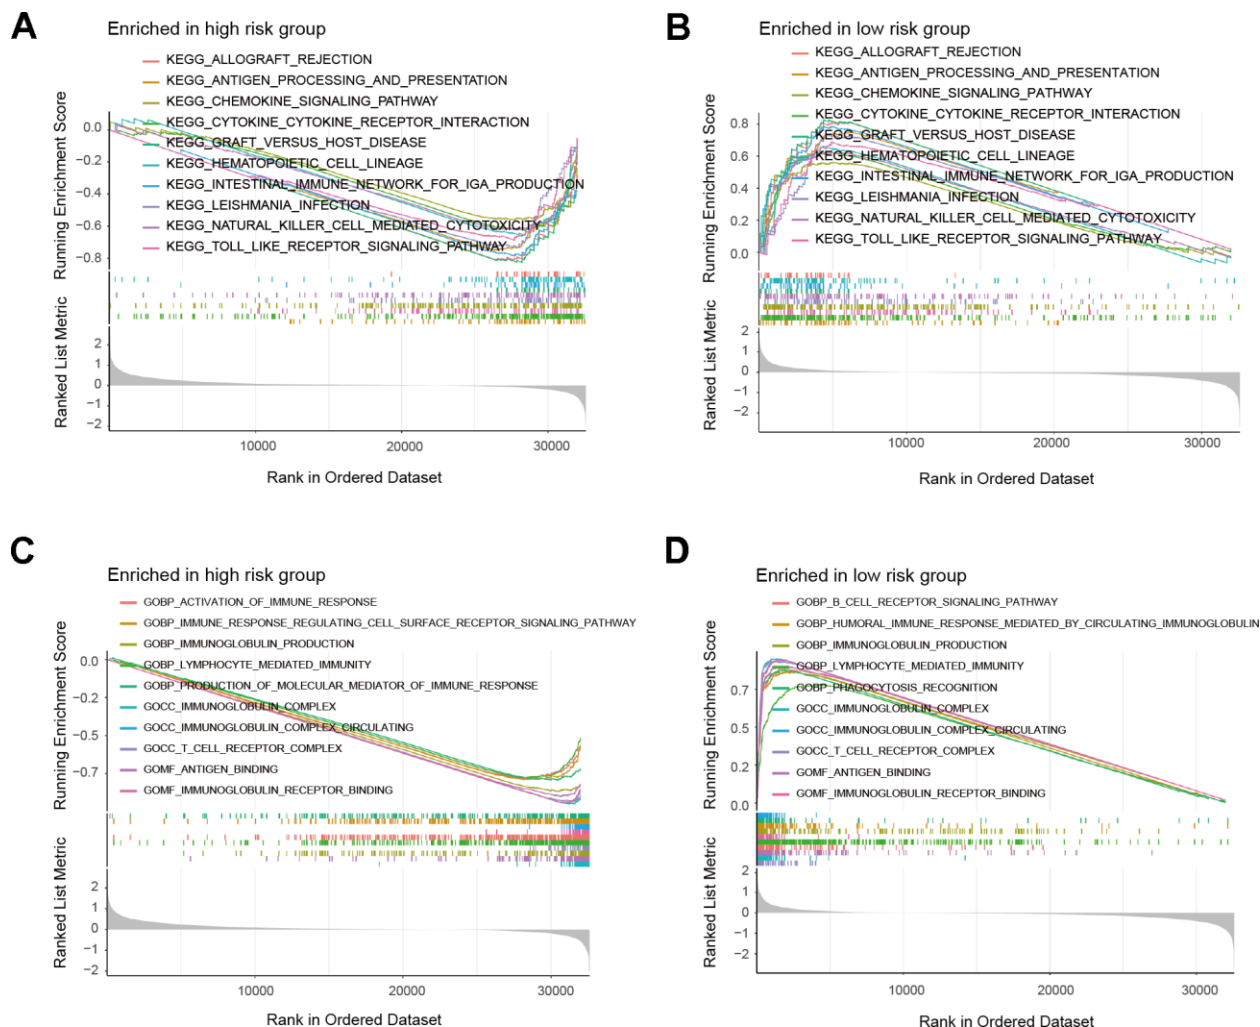 A
Enriched in high risk group
KEGG_ALLOGRAFT_REJECTION
KEGG_ANTIGEN_PROCESSING_AND_PRESENTATION
KEGG_CHEMOKINE_SIGNALING_PATHWAY
KEGG_CYTOKINE_CYTOKINE_RECEPTOR_INTERACTION
KEGG_GRAFT_VERSUS_HOST_DISEASE
KEGG_HEMATOPOIETIC_CELL_LINEAGE
KEGG_INTESTINAL_IMMUNE_NETWORK_FOR_IGA_PRODUCTION
KEGG_LEISHMANIA_INFECTION
KEGG_NATURAL_KILLER_CELL_MEDIATED_CYTOTOXICITY
KEGG_TOLL_LIKE_RECEPTOR_SIGNALING_PATHWAY
Running Enrichment Score
0.0
−0.2
−0.4
−0.6
−0.8
Ranked List Metric
2
1
0
−1
−2
10000
20000
30000
Rank in Ordered Dataset
B
Enriched in low risk group
KEGG_ALLOGRAFT_REJECTION
KEGG_ANTIGEN_PROCESSING_AND_PRESENTATION
KEGG_CHEMOKINE_SIGNALING_PATHWAY
KEGG_CYTOKINE_CYTOKINE_RECEPTOR_INTERACTION
KEGG_GRAFT_VERSUS_HOST_DISEASE
KEGG_HEMATOPOIETIC_CELL_LINEAGE
KEGG_INTESTINAL_IMMUNE_NETWORK_FOR_IGA_PRODUCTION
KEGG_LEISHMANIA_INFECTION
KEGG_NATURAL_KILLER_CELL_MEDIATED_CYTOTOXICITY
KEGG_TOLL_LIKE_RECEPTOR_SIGNALING_PATHWAY
Running Enrichment Score
0.8
0.6
0.4
0.2
0.0
Ranked List Metric
2
1
0
−1
−2
10000
20000
30000
Rank in Ordered Dataset
C
Enriched in high risk group
GOBP_ACTIVATION_OF_IMMUNE_RESPONSE
GOBP_IMMUNE_RESPONSE_REGULATING_CELL_SURFACE_RECEPTOR_SIGNALING_PATHWAY
GOBP_IMMUNOGLOBULIN_PRODUCTION
GOBP_LYMPHOCYTE_MEDIATED_IMMUNITY
GOBP_PRODUCTION_OF_MOLECULAR_MEDIATOR_OF_IMMUNE_RESPONSE
GOCC_IMMUNOGLOBULIN_COMPLEX
GOCC_IMMUNOGLOBULIN_COMPLEX_CIRCULATING
GOCC_T_CELL_RECEPTOR_COMPLEX
GOMF_ANTIGEN_BINDING
GOMF_IMMUNOGLOBULIN_RECEPTOR_BINDING
Running Enrichment Score
0.0
−0.2
−0.5
−0.7
Ranked List Metric
2
1
0
−1
−2
10000
20000
30000
Rank in Ordered Dataset
D
Enriched in low risk group
GOBP_B_CELL_RECEPTOR_SIGNALING_PATHWAY
GOBP_HUMORAL_IMMUNE_RESPONSE_MEDIATED_BY_CIRCULATING_IMMUNOGLOBULIN
GOBP_IMMUNOGLOBULIN_PRODUCTION
GOBP_LYMPHOCYTE_MEDIATED_IMMUNITY
GOBP_PHAGOCYTOSIS_RECOGNITION
GOCC_IMMUNOGLOBULIN_COMPLEX
GOCC_IMMUNOGLOBULIN_COMPLEX_CIRCULATING
GOCC_T_CELL_RECEPTOR_COMPLEX
GOMF_ANTIGEN_BINDING
GOMF_IMMUNOGLOBULIN_RECEPTOR_BINDING
Running Enrichment Score
0.7
0.5
0.2
0.0
Ranked List Metric
2
1
0
−1
−2
10000
20000
30000
Rank in Ordered Dataset